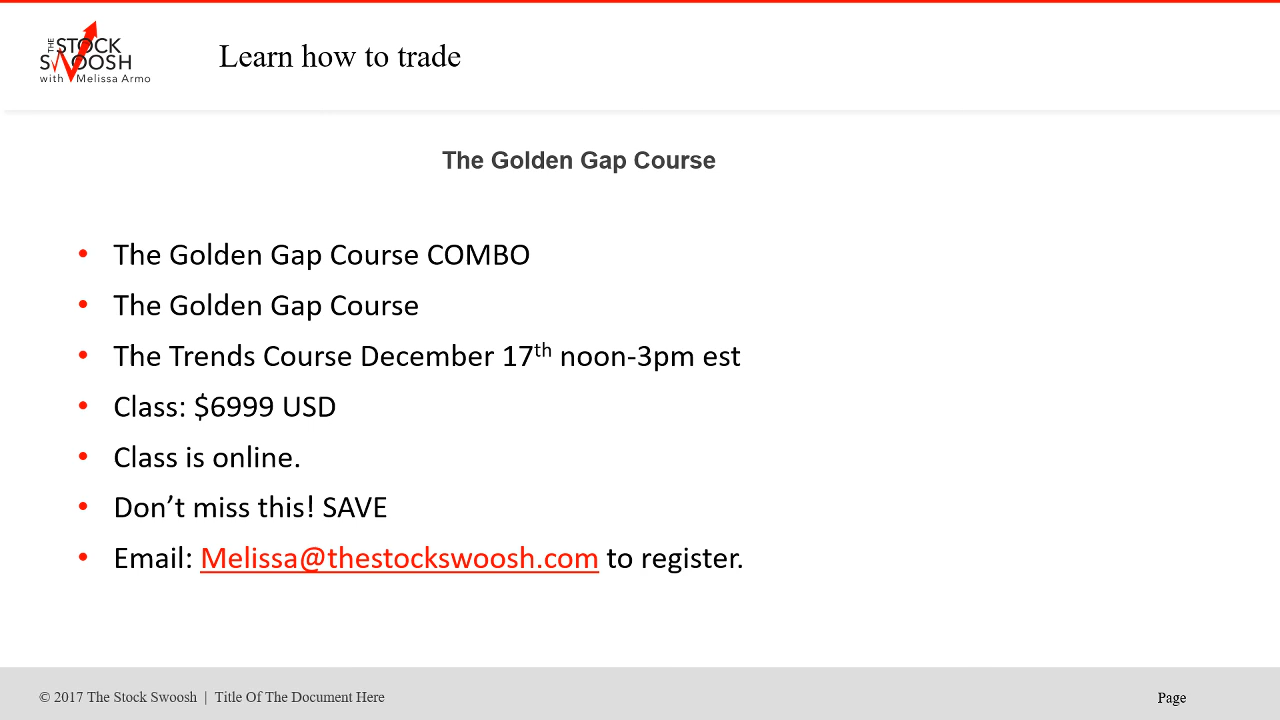 THE
STOCK
SWOOSH
with Melissa Armo
Learn how to trade
The Golden Gap Course
• The Golden Gap Course COMBO
• The Golden Gap Course
• The Trends Course December 17th noon-3pm est
• Class: $6999 USD
• Class is online.
• Don’t miss this! SAVE
• Email: Melissa@thestockswoosh.com to register.
© 2017 The Stock Swoosh | Title Of The Document Here
Page